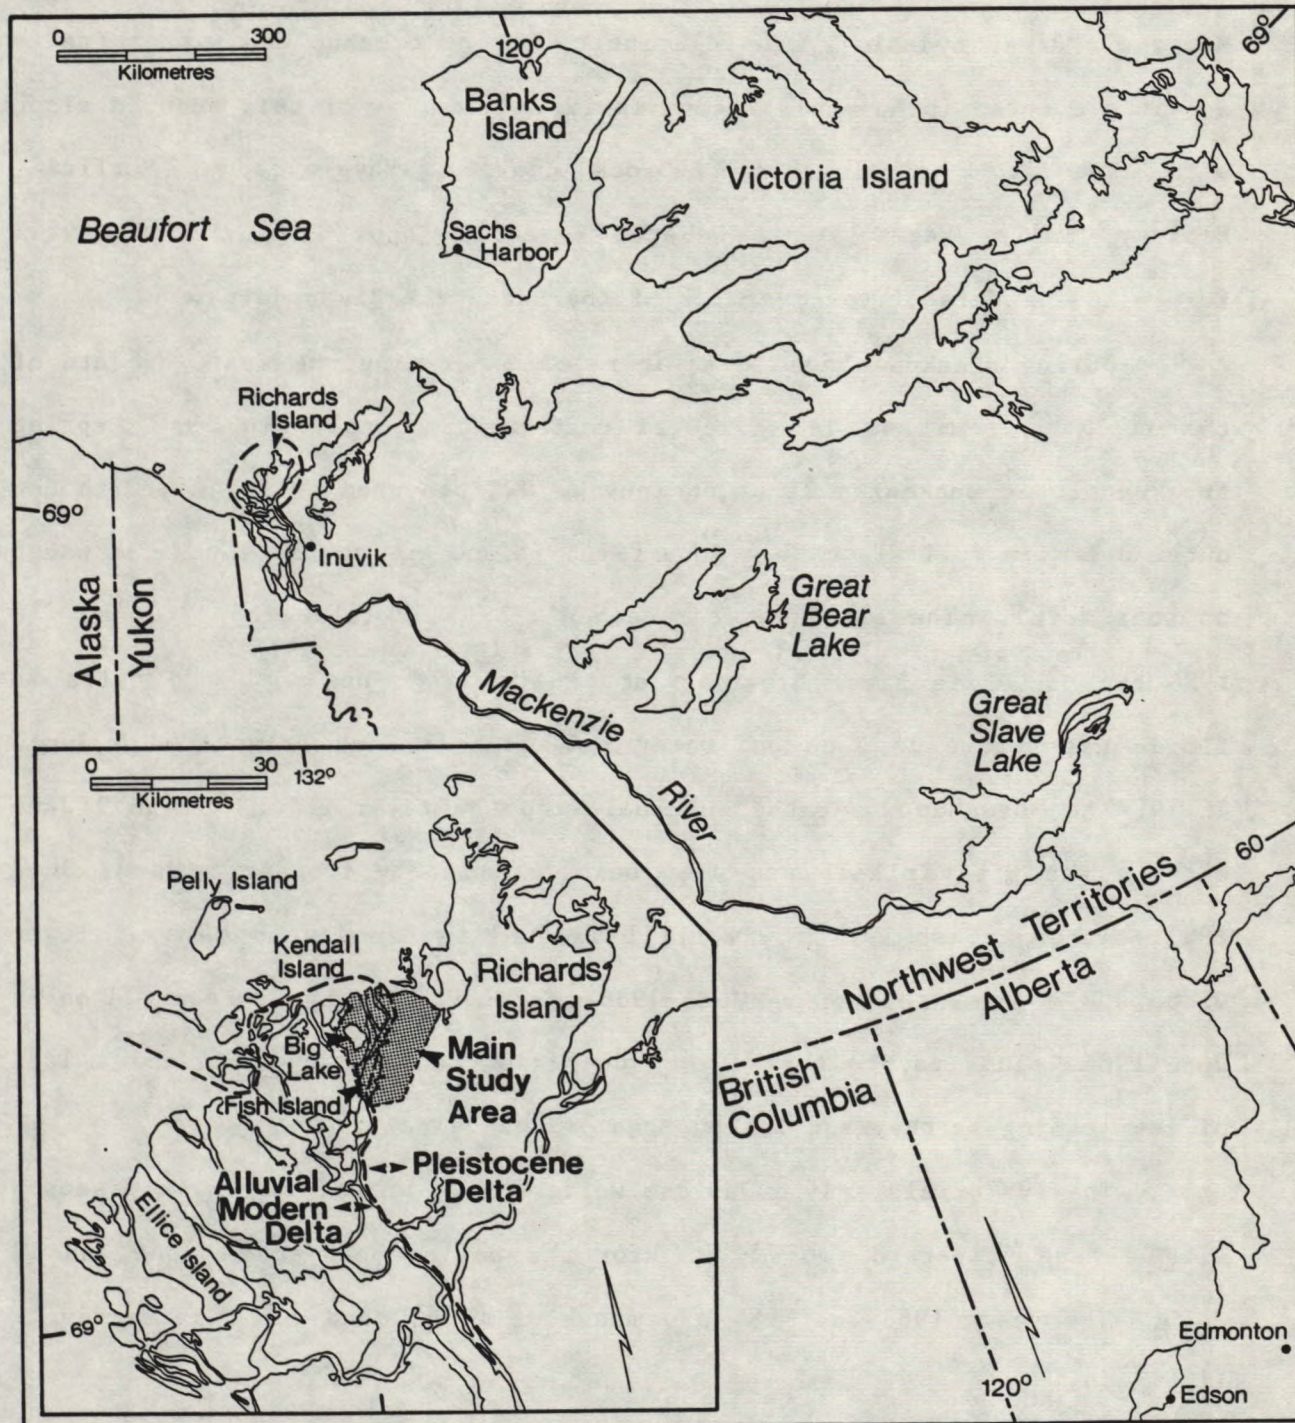 0 300
Kilometres
120°
69°
Banks
Island
Victoria Island
Beaufort Sea
Sachs
Harbor
Richards
Island
69°
Inuvik
Alaska
Yukon
Great
Bear
Lake
Mackenzie
River
Great
Slave
Lake
60
Northwest Territories
Alberta
British
Columbia
120°
Edmonton
Edson
0 30
Kilometres
132°
Pelly Island
Kendall
Island
Richards
Island
Big
Lake
Main
Study
Area
Fish Island
Pleistocene
Delta
Alluvial
Modern
Delta
Ellice Island
69°